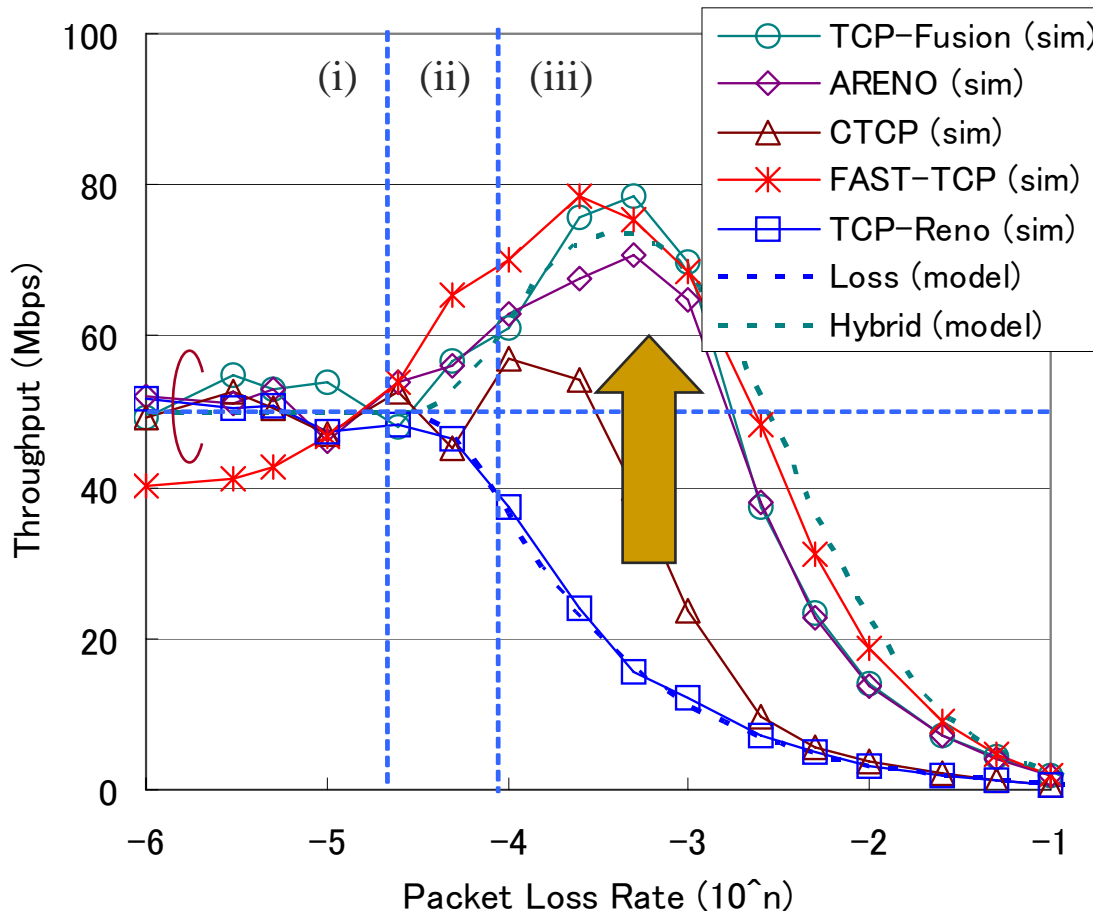 100
80
60
40
20
0
Throughput (Mbps)
(i)
(ii)
(iii)
TCP-Fusion (sim)
ARENO (sim)
CTCP (sim)
FAST-TCP (sim)
TCP-Reno (sim)
Loss (model)
Hybrid (model)
-6
-5
-4
-3
-2
-1
Packet Loss Rate (10^n)